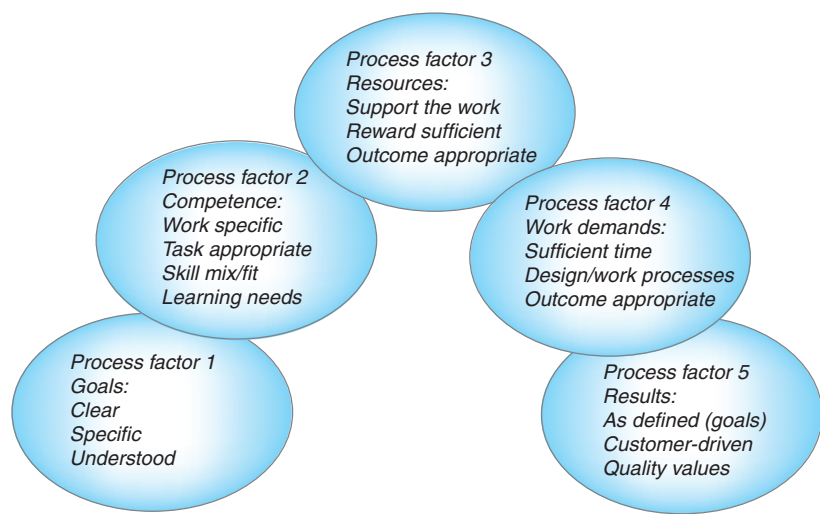 Process factor 1
Goals:
Clear
Specific
Understood
Process factor 2
Competence:
Work specific
Task appropriate
Skill mix/fit
Learning needs
Process factor 3
Resources:
Support the work
Reward sufficient
Outcome appropriate
Process factor 4
Work demands:
Sufficient time
Design/work processes
Outcome appropriate
Process factor 5
Results:
As defined (goals)
Customer-driven
Quality values